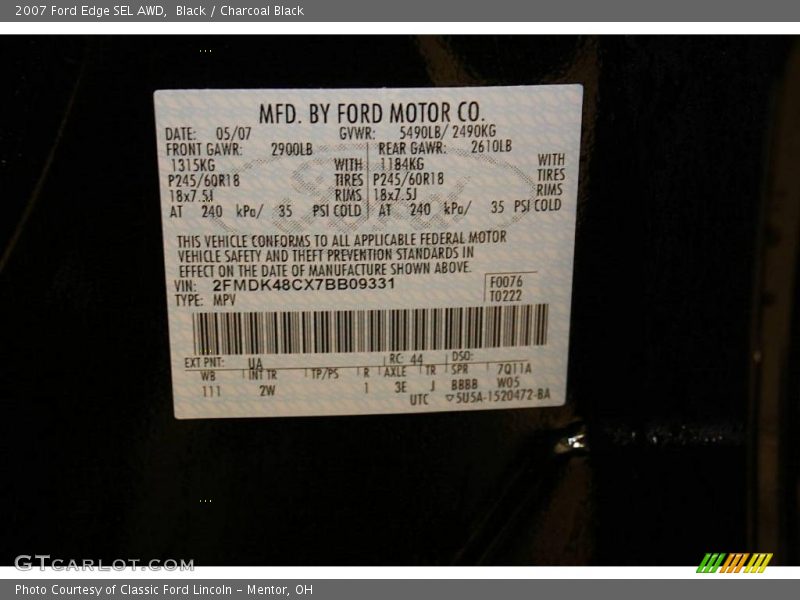 2007 Ford Edge SEL AWD,  Black / Charcoal Black
MFD. BY FORD MOTOR CO.
DATE: 05/07 GVWR: 5490LB/ 2490KG
FRONT GAWR: 2900LB REAR GAWR: 2610LB
1315KG WITH 1184KG WITH
P245/60R18 TIRES P245/60R18 TIRES
18x7.5J RIMS 18x7.5J RIMS
AT 240 kPa/ 35 PSI COLD AT 240 kPa/ 35 PSI COLD
THIS VEHICLE CONFORMS TO ALL APPLICABLE FEDERAL MOTOR
VEHICLE SAFETY AND THEFT PREVENTION STANDARDS IN
EFFECT ON THE DATE OF MANUFACTURE SHOWN ABOVE.
VIN: 2FMDK48CX7BB09331 F0076
TYPE: MPV T0222
EXT PNT: UA RC: 44 DSO:
WB INT TR TP/PS R AXLE TR SPR 7Q11A
111 2W 1 3E J BBBB W05
UTC ▽5U5A-1520472-BA
GTCARLOT.COM
Photo Courtesy of Classic Ford Lincoln - Mentor, OH